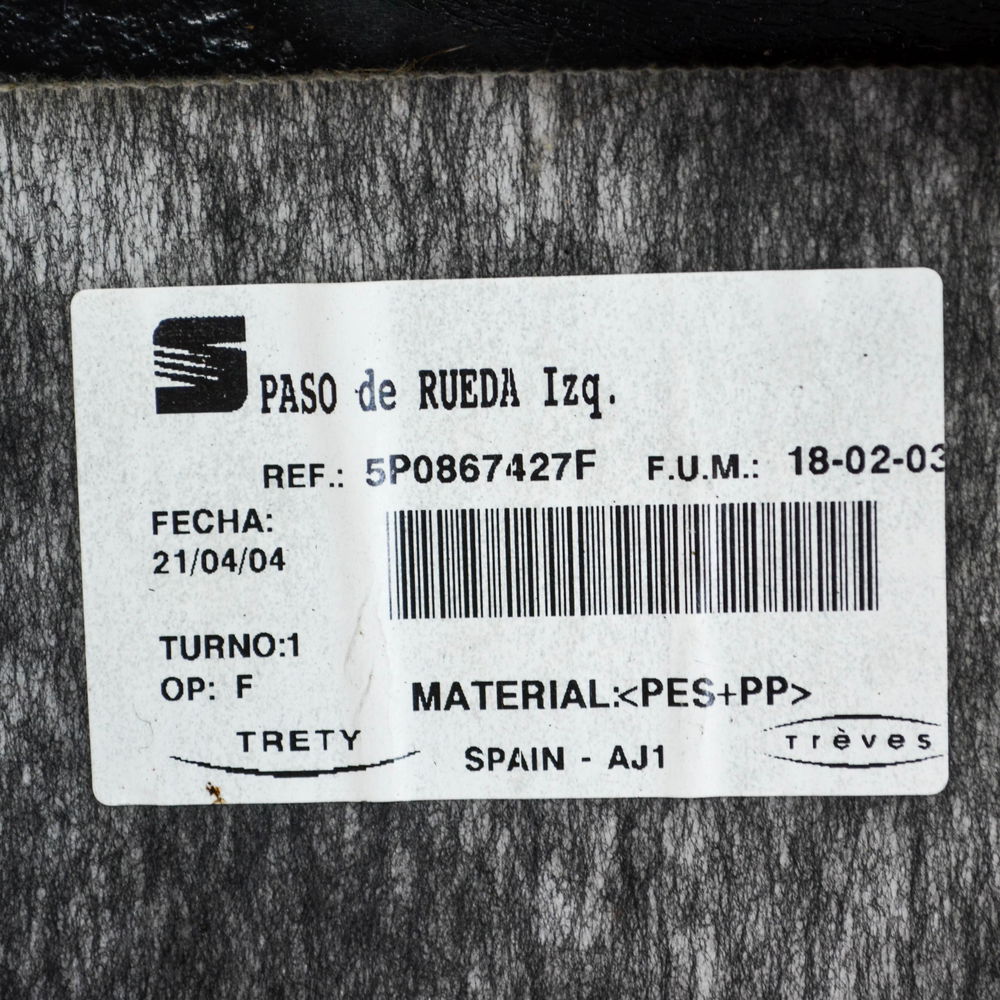 PASO de RUEDA Izq.
REF.: 5P0867427F F.U.M.: 18-02-03
FECHA:
21/04/04
TURNO:1
OP: F
MATERIAL:<PES+PP>
TRETY
SPAIN - AJ1
Trèves